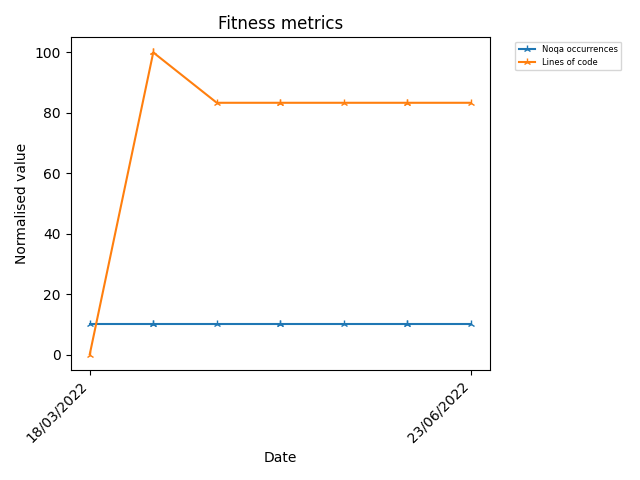 Fitness metrics
Noqa occurrences
Lines of code
Normalised value
100
80
60
40
20
0
18/03/2022
23/06/2022
Date